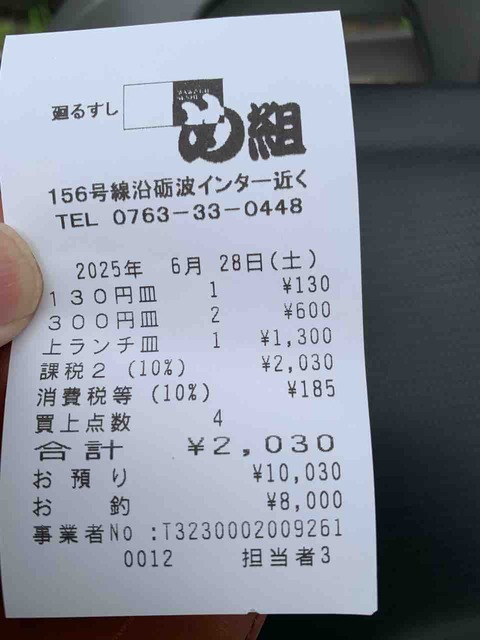 廻るすし
め組
156号線沿砺波インター近く
TEL 0763-33-0448
2025年 6月 28日(土)
130円皿 1 ¥130
300円皿 2 ¥600
上ランチ皿 1 ¥1,300
課税2 (10%) ¥2,030
消費税等 (10%) ¥185
買上点数 4
合計 ¥2,030
お預り ¥10,030
お釣 ¥8,000
事業者No :T3230002009261
0012 担当者3